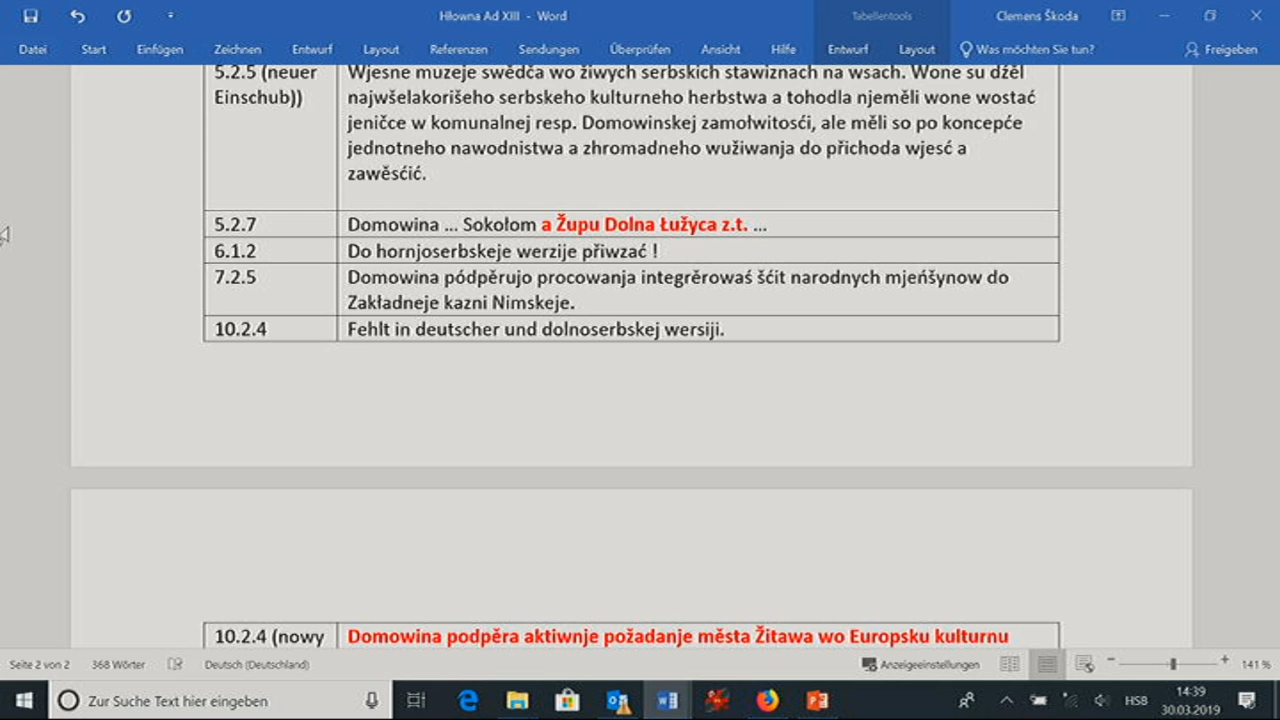 Hłowna Ad XIII - Word
Tabellentools
Clemens Škoda
Datei Start Einfügen Zeichnen Entwurf Layout Referenzen Sendungen Überprüfen Ansicht Hilfe Entwurf Layout Was möchten Sie tun? Freigeben
5.2.5 (neuer Einschub))
Wjesne muzeje swědča wo žiwych serbskich stawiznach na wsach. Wone su dźěl
najwšelakorišeho serbskeho kulturneho herbstwa a tohodla njeměli wone wostać
jeničce w komunalnej resp. Domowinskej zamołwitosći, ale měli so po koncepće
jednotneho nawodnistwa a zhromadneho wužiwanja do přichoda wjesć a
zawěsćić.
5.2.7 Domowina ... Sokołom a Župu Dolna Łužyca z.t. ...
6.1.2 Do hornjoserbskeje werzije přiwzać !
7.2.5 Domowina pódpěrujo procowanja integrěrowaś šćit narodnych mjeńšynow do
Zakładneje kazni Nimskeje.
10.2.4 Fehlt in deutscher und dolnoserbskej wersiji.
10.2.4 (nowy Domowina podpěra aktiwnje požadanje města Žitawa wo Europsku kulturnu
Seite 2 von 2 368 Wörter Deutsch (Deutschland) Anzeigeeinstellungen 141 %
Zur Suche Text hier eingeben
HSB
14:39
30.03.2019